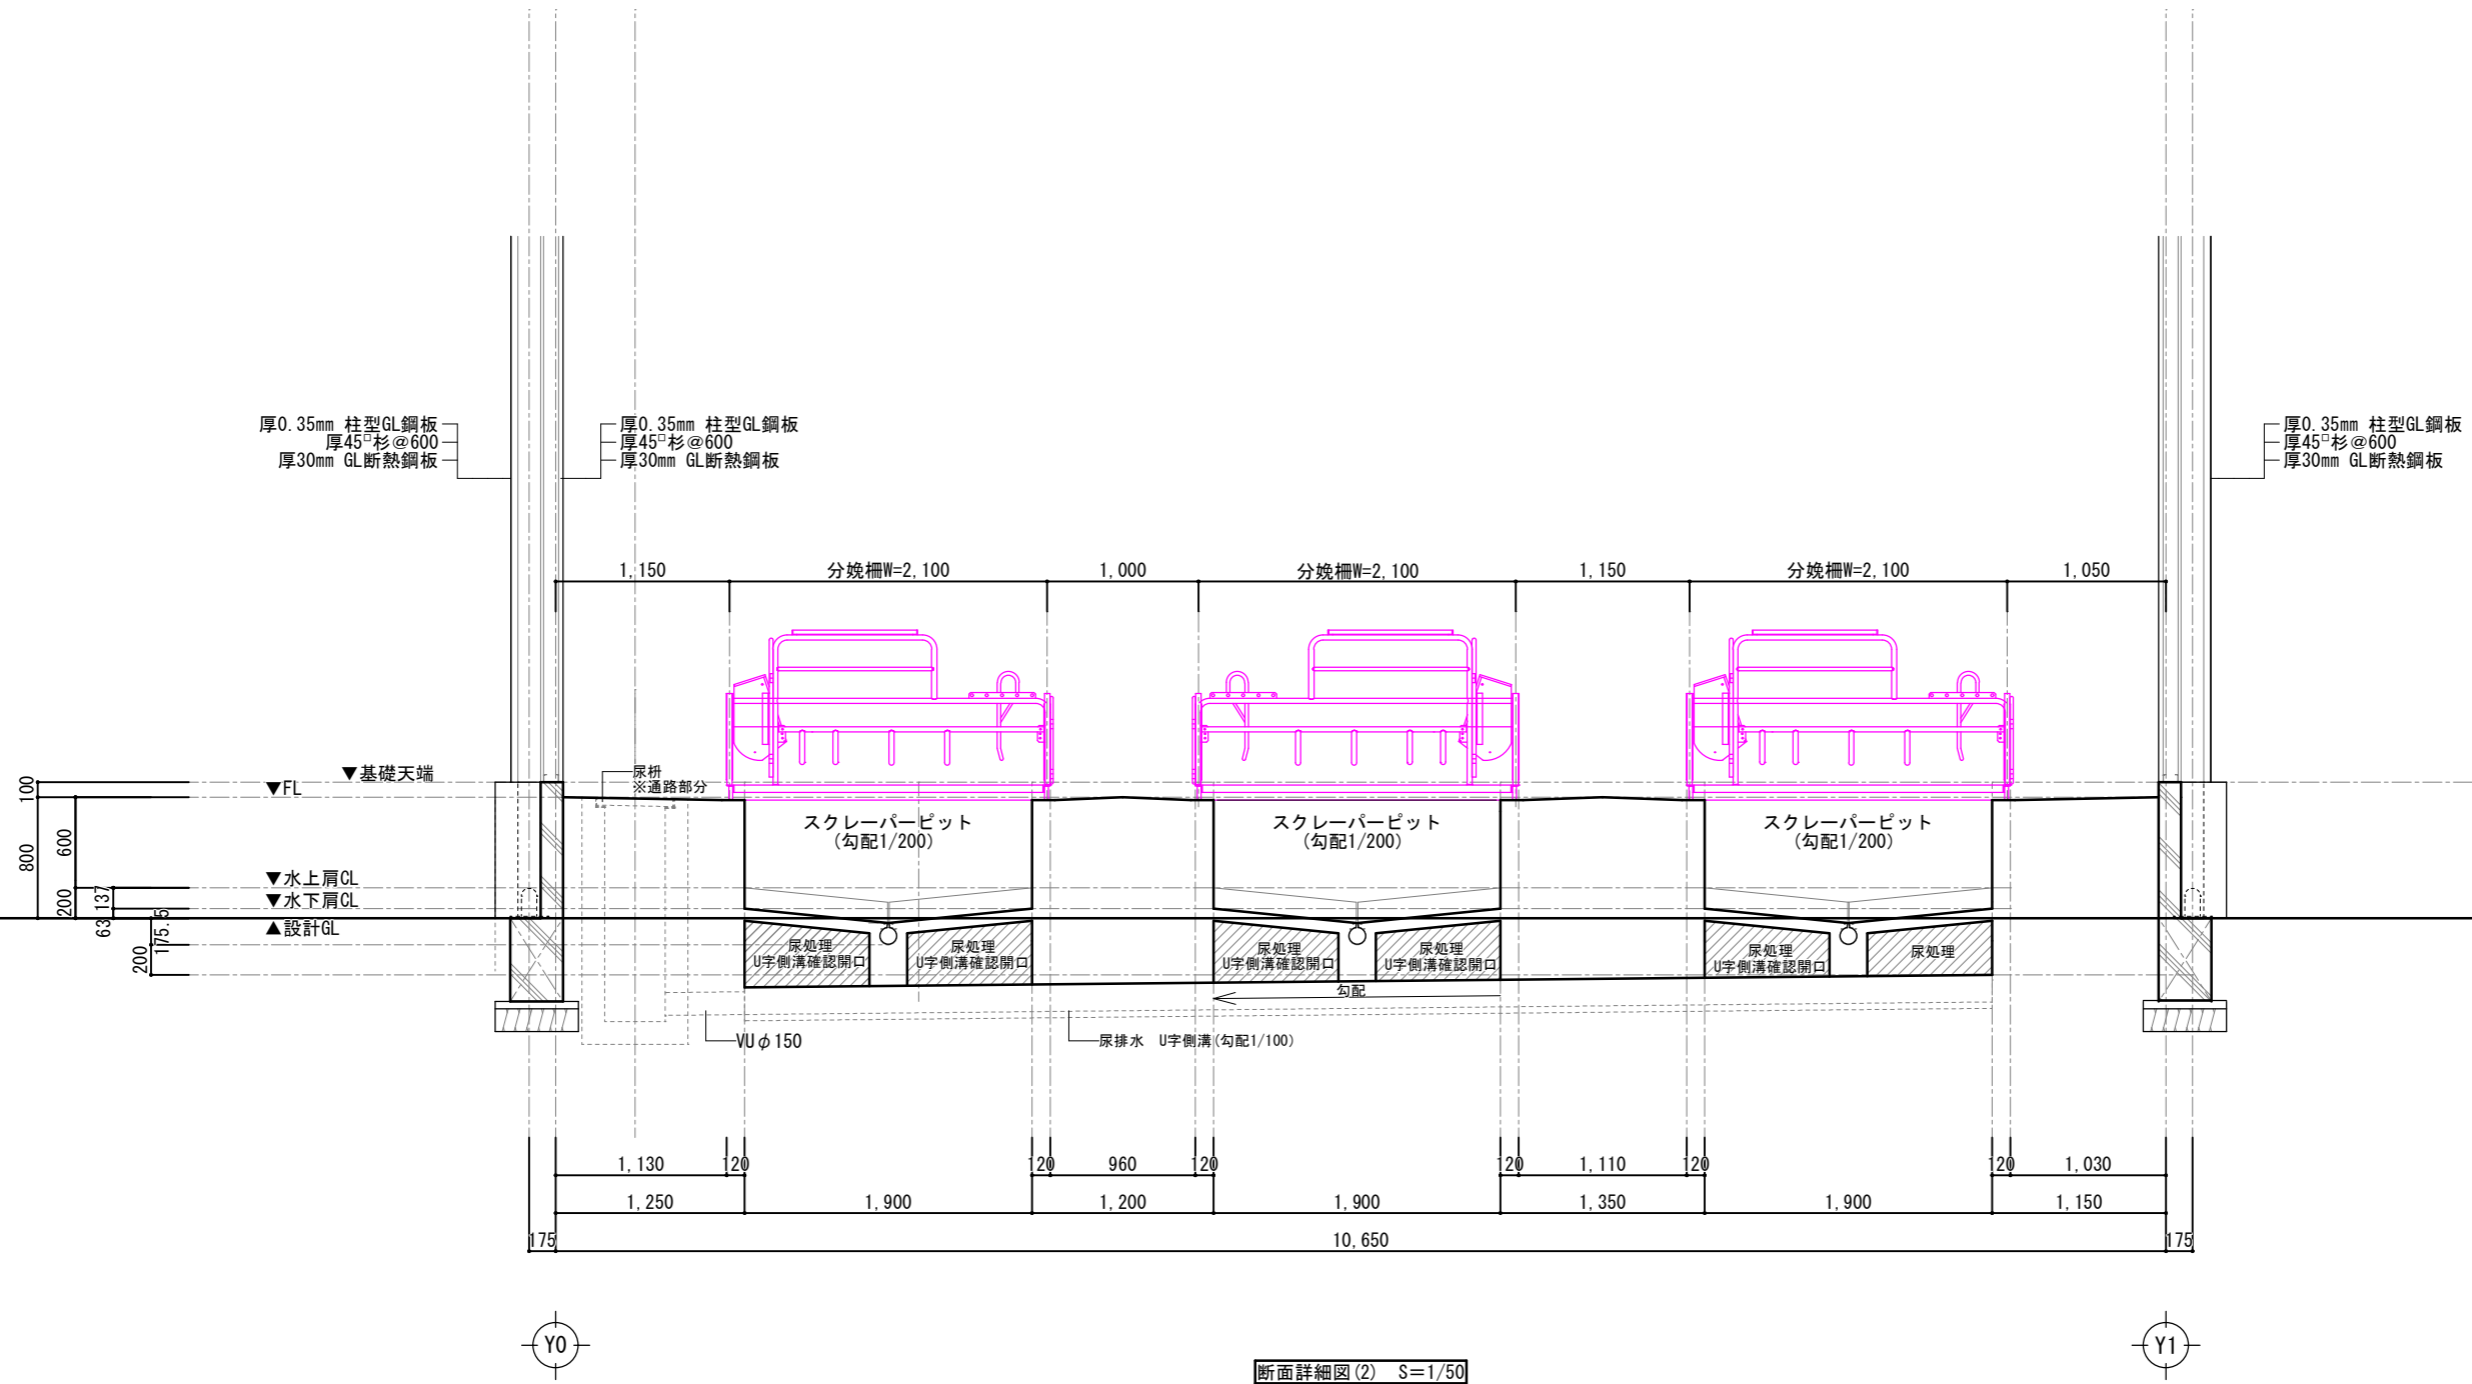 厚0.35mm 柱型GL鋼板
厚45□杉@600
厚30mm GL断熱鋼板
厚0.35mm 柱型GL鋼板
厚45□杉@600
厚30mm GL断熱鋼板
厚0.35mm 柱型GL鋼板
厚45□杉@600
厚30mm GL断熱鋼板
1,150
分娩柵W=2,100
1,000
分娩柵W=2,100
1,150
分娩柵W=2,100
1,050
▼基礎天端
▼FL
▼水上肩CL
▼水下肩CL
▲設計GL
100
800
600
200
137
63
175.5
200
尿枡
※通路部分
スクレーパーピット
(勾配1/200)
スクレーパーピット
(勾配1/200)
スクレーパーピット
(勾配1/200)
尿処理
U字側溝確認開口
尿処理
U字側溝確認開口
尿処理
U字側溝確認開口
尿処理
U字側溝確認開口
尿処理
U字側溝確認開口
尿処理
勾配
VUφ150
尿排水 U字側溝(勾配1/100)
1,130
120
120
960
120
120
1,110
120
120
1,030
1,250
1,900
1,200
1,900
1,350
1,900
1,150
175
10,650
175
Y0
Y1
断面詳細図(2) S=1/50